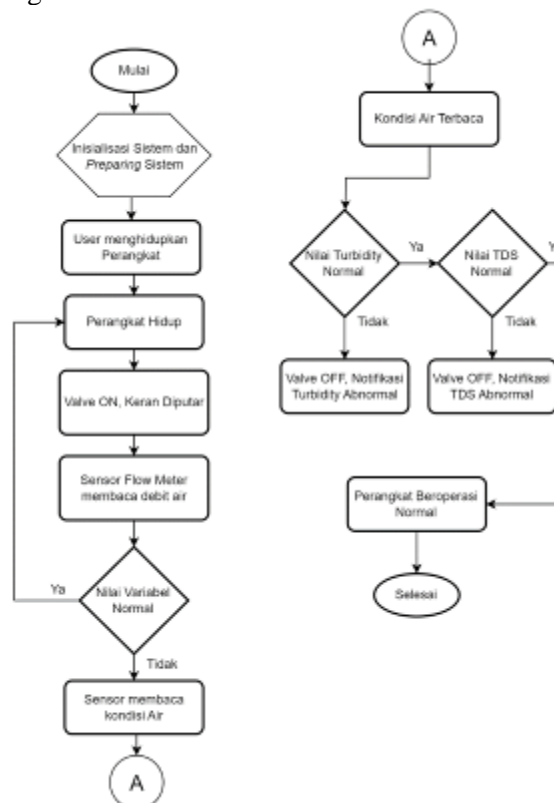 Mulai
Inisialisasi Sistem dan
Preparing Sistem
User menghidupkan
Perangkat
Perangkat Hidup
Valve ON, Keran Diputar
Sensor Flow Meter
membaca debit air
Nilai Variabel
Normal
Ya
Tidak
Sensor membaca
kondisi Air
A
A
Kondisi Air Terbaca
Nilai Turbidity
Normal
Ya
Nilai TDS
Normal
Tidak
Tidak
Valve OFF, Notifikasi
Turbidity Abnormal
Valve OFF, Notifikasi
TDS Abnormal
Perangkat Beroperasi
Normal
Selesai